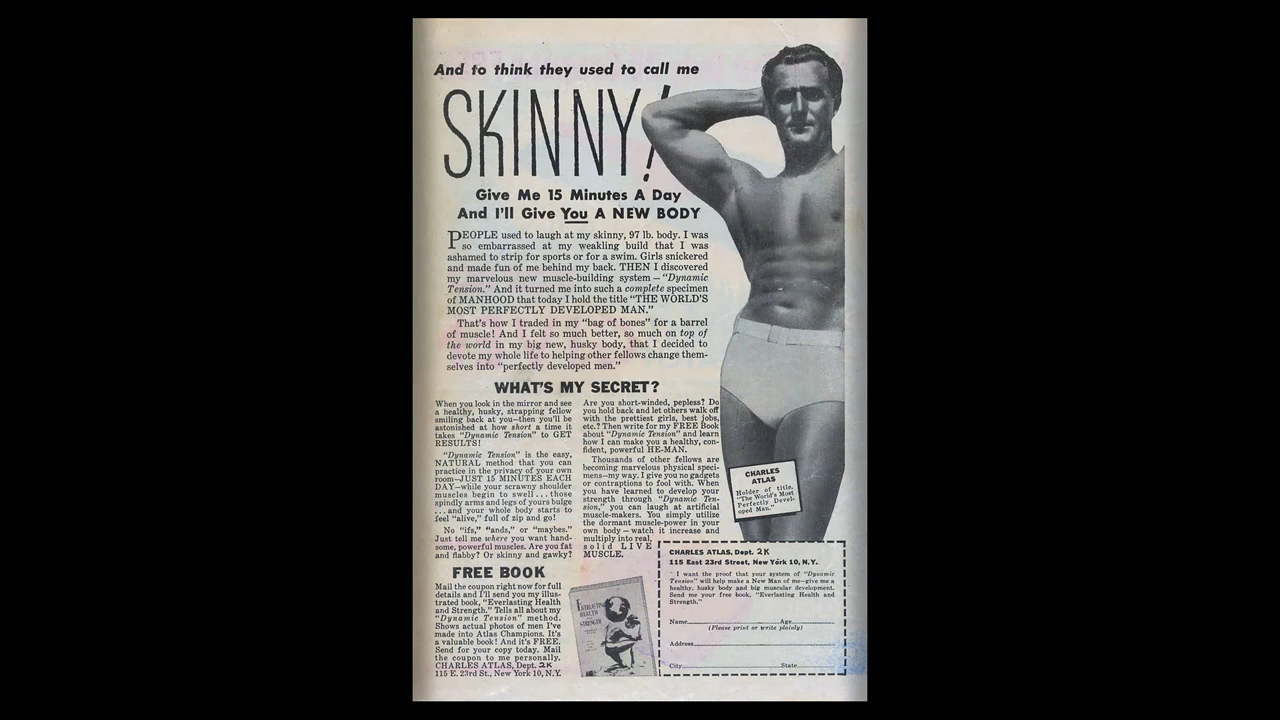 And to think they used to call me
SKINNY!
Give Me 15 Minutes A Day
And I'll Give You A NEW BODY
PEOPLE used to laugh at my skinny, 97 lb. body. I was
so embarrassed at my weakling build that I was
ashamed to strip for sports or for a swim. Girls snickered
and made fun of me behind my back. THEN I discovered
my marvelous new muscle-building system — "Dynamic
Tension." And it turned me into such a complete specimen
of MANHOOD that today I hold the title "THE WORLD'S
MOST PERFECTLY DEVELOPED MAN."
That's how I traded in my "bag of bones" for a barrel
of muscle! And I felt so much better, so much on top of
the world in my big new, husky body, that I decided to
devote my whole life to helping other fellows change them-
selves into "perfectly developed men."
WHAT'S MY SECRET?
When you look in the mirror and see
a healthy, husky, strapping fellow
smiling back at you—then you'll be
astonished at how short a time it
takes "Dynamic Tension" to GET
RESULTS!
"Dynamic Tension" is the easy,
NATURAL method that you can
practice in the privacy of your own
room—JUST 15 MINUTES EACH
DAY—while your scrawny shoulder
muscles begin to swell...those
spindly arms and legs of yours bulge
...and your whole body starts to
feel "alive," full of zip and go!
No "ifs," "ands," or "maybes."
Just tell me where you want hand-
some, powerful muscles. Are you fat
and flabby? Or skinny and gawky?
Are you short-winded, pepless? Do
you hold back and let others walk off
with the prettiest girls, best jobs,
etc.? Then write for my FREE Book
about "Dynamic Tension" and learn
how I can make you a healthy, con-
fident, powerful HE-MAN.
Thousands of other fellows are
becoming marvelous physical speci-
mens—my way. I give you no gadgets
or contraptions to fool with. When
you have learned to develop your
strength through "Dynamic Ten-
sion," you can laugh at artificial
muscle-makers. You simply utilize
the dormant muscle-power in your
own body—watch it increase and
multiply into real,
solid LIVE
MUSCLE.
CHARLES
ATLAS
Holder of title,
"The World's Most
Perfectly Devel-
oped Man."
FREE BOOK
Mail the coupon right now for full
details and I'll send you my illus-
trated book, "Everlasting Health
and Strength." Tells all about my
"Dynamic Tension" method.
Shows actual photos of men I've
made into Atlas Champions. It's
a valuable book! And it's FREE.
Send for your copy today. Mail
the coupon to me personally.
CHARLES ATLAS, Dept. 2K
115 E. 23rd St., New York 10, N.Y.
EVERLASTING
HEALTH
STRENGTH
CHARLES ATLAS, Dept. 2K
115 East 23rd Street, New York 10, N.Y.
I want the proof that your system of "Dynamic
Tension" will help make a New Man of me—give me a
healthy, husky body and big muscular development.
Send me your free book, "Everlasting Health and
Strength."
Name Age
(Please print or write plainly)
Address
City State